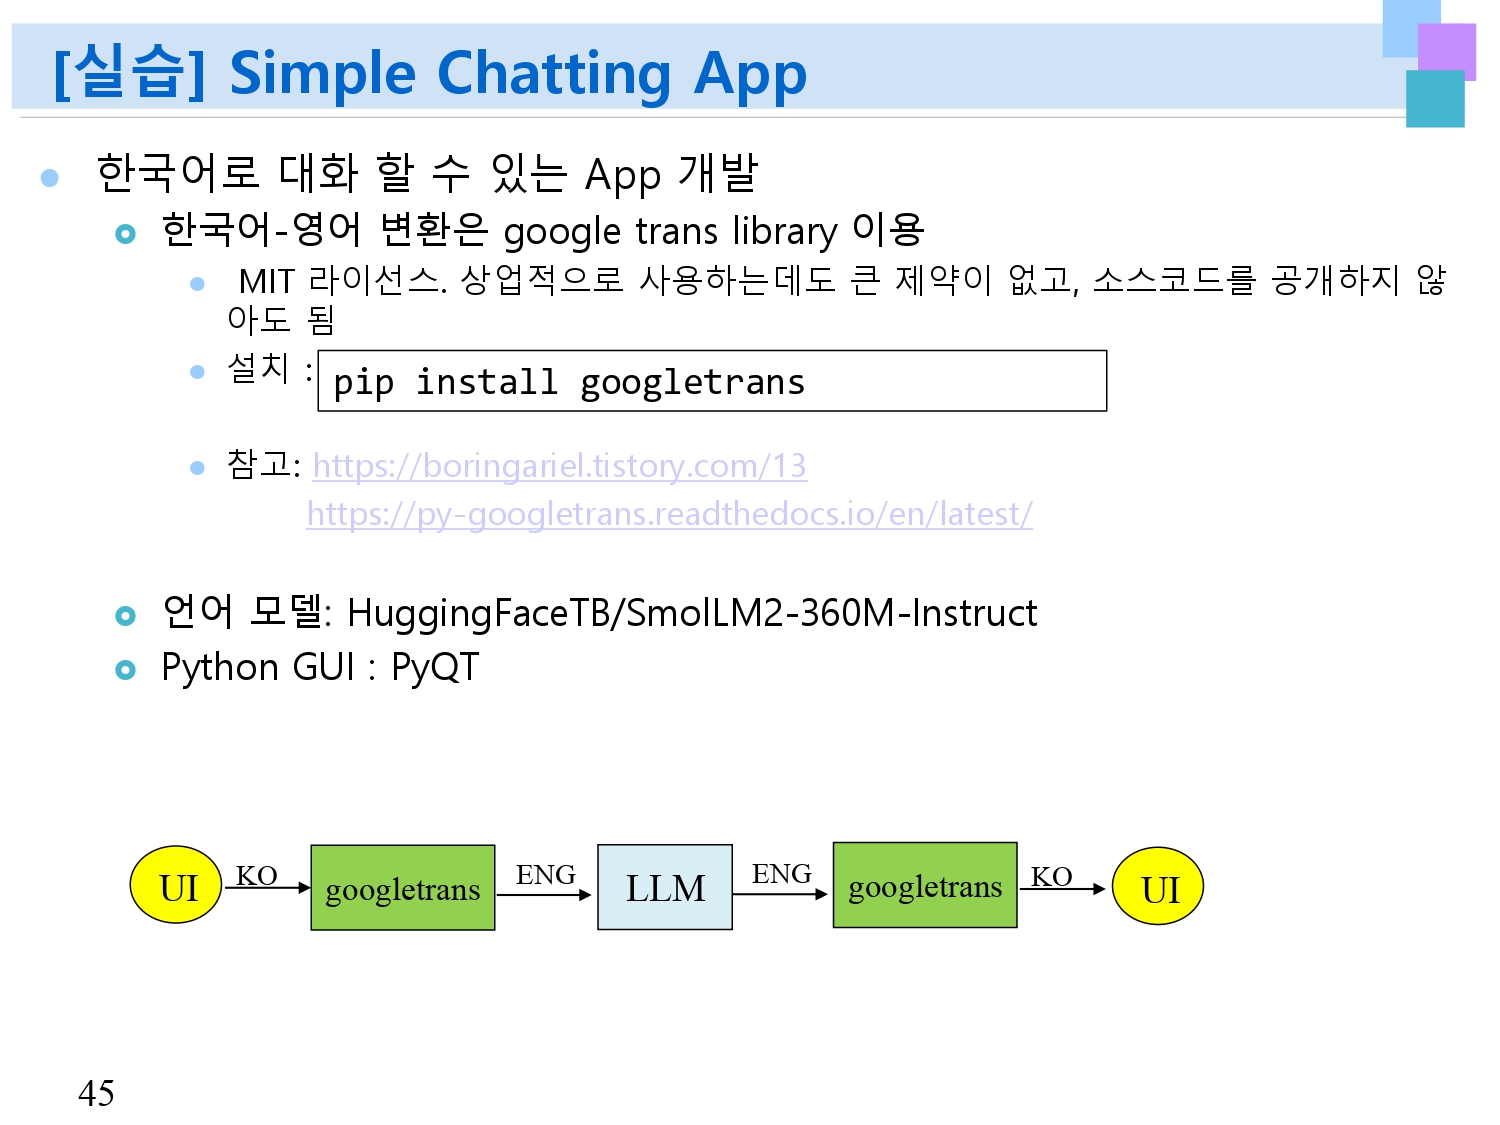 [실습] Simple Chatting App
한국어로 대화 할 수 있는 App 개발
한국어-영어 변환은 google trans library 이용
MIT 라이선스. 상업적으로 사용하는데도 큰 제약이 없고, 소스코드를 공개하지 않
아도 됨
설치 : pip install googletrans
참고: https://boringariel.tistory.com/13
https://py-googletrans.readthedocs.io/en/latest/
언어 모델: HuggingFaceTB/SmolLM2-360M-Instruct
Python GUI : PyQT
UI KO googletrans ENG LLM ENG googletrans KO UI
45